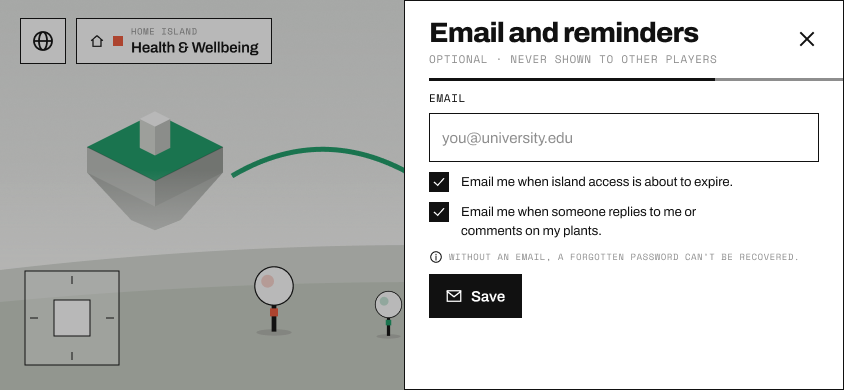 HOME ISLAND
Health & Wellbeing
Email and reminders
OPTIONAL · NEVER SHOWN TO OTHER PLAYERS
EMAIL
you@university.edu
Email me when island access is about to expire.
Email me when someone replies to me or
comments on my plants.
WITHOUT AN EMAIL, A FORGOTTEN PASSWORD CAN'T BE RECOVERED.
Save